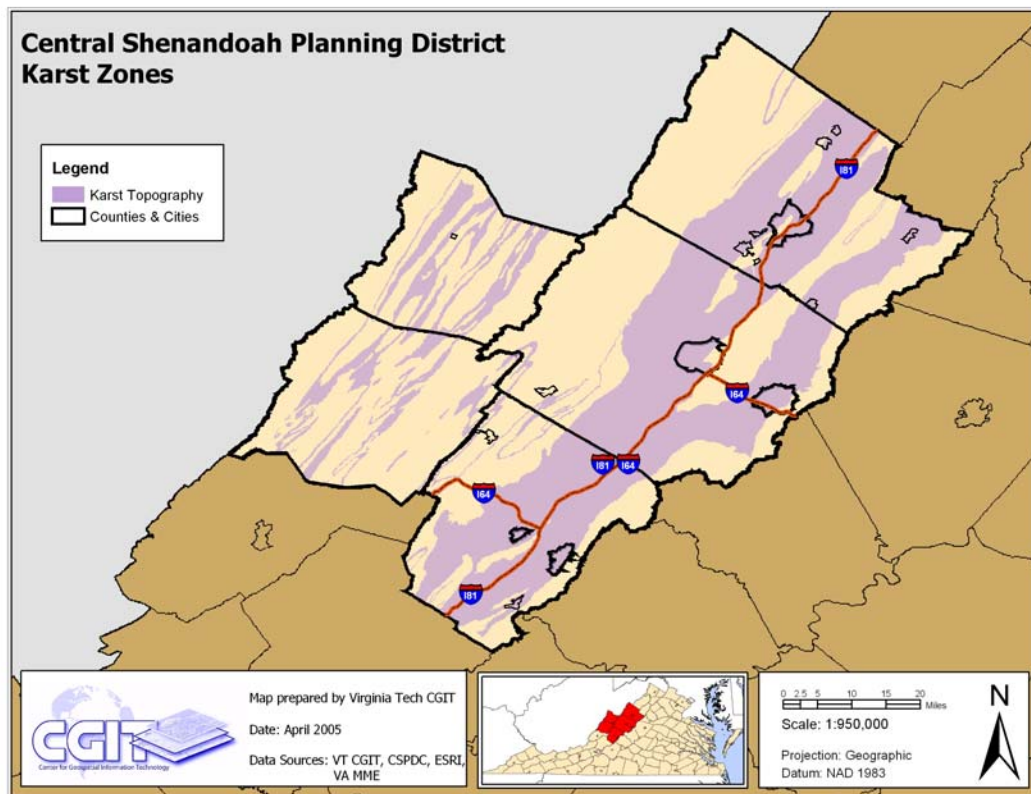 Central Shenandoah Planning District
Karst Zones
Legend
Karst Topography
Counties & Cities
I81
I64
I81
I64
I64
I81
CGIT
Center for Geospatial Information Technology
Map prepared by Virginia Tech CGIT
Date: April 2005
Data Sources: VT CGIT, CSPDC, ESRI,
VA MME
0 2.5 5 10 15 20
Miles
Scale: 1:950,000
Projection: Geographic
Datum: NAD 1983
N